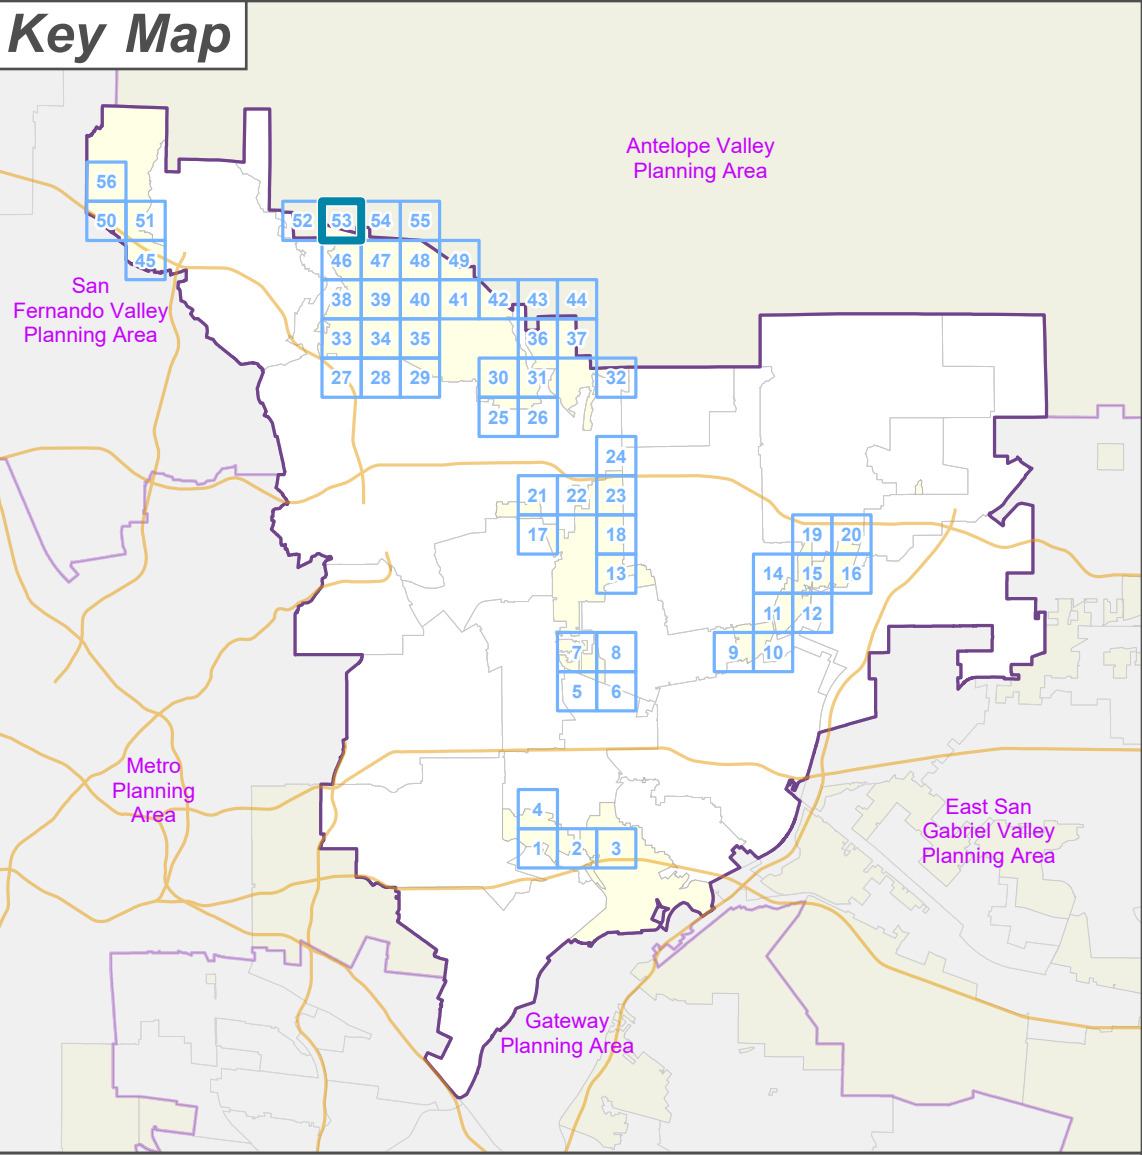 Key Map
Antelope Valley
Planning Area
56
50 51
45
52 53 54 55
46 47 48 49
San
Fernando Valley
Planning Area
38 39 40 41 42 43 44
33 34 35 36 37
27 28 29 30 31 32
25 26
24
21 22 23
17 18 19 20
13 14 15 16
11 12
7 8 9 10
5 6
Metro
Planning
Area
4
1 2 3
East San
Gabriel Valley
Planning Area
Gateway
Planning Area